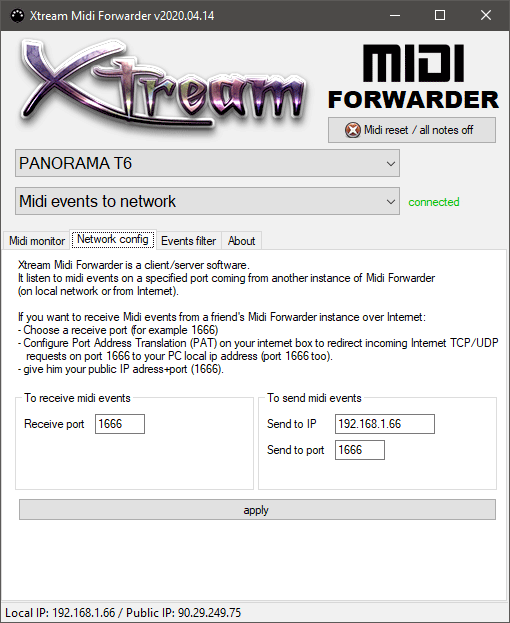 Xtream Midi Forwarder v2020.04.14
Xtream
MIDI
FORWARDER
Midi reset / all notes off
PANORAMA T6
Midi events to network
connected
Midi monitor
Network config
Events filter
About
Xtream Midi Forwarder is a client/server software.
It listen to midi events on a specified port coming from another instance of Midi Forwarder
(on local network or from Internet).
If you want to receive Midi events from a friend's Midi Forwarder instance over Internet:
- Choose a receive port (for example 1666)
- Configure Port Address Translation (PAT) on your internet box to redirect incoming Internet TCP/UDP
requests on port 1666 to your PC local ip address (port 1666 too).
- give him your public IP adress+port (1666).
To receive midi events
Receive port
1666
To send midi events
Send to IP
192.168.1.66
Send to port
1666
apply
Local IP: 192.168.1.66 / Public IP: 90.29.249.75